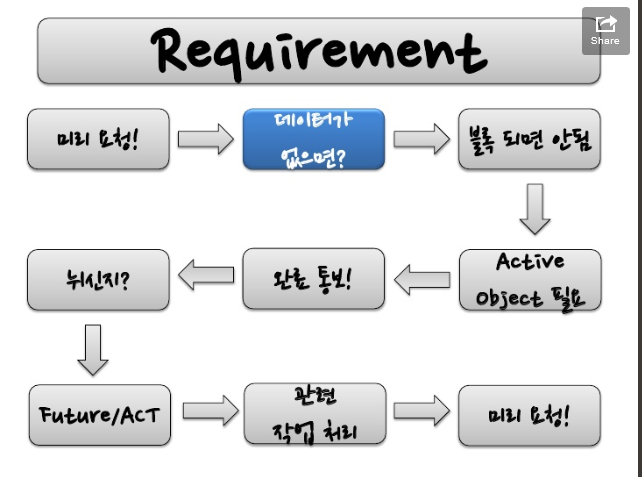 Requirement
Share
미리 요청!
데이터가
없으면?
블록 되면 안됨
Active
Object 필요
완료 통보!
뉘신지?
Future/ACT
관련
작업 처리
미리 요청!